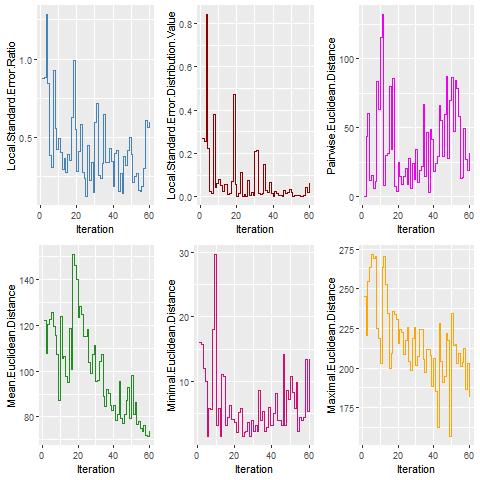 Local.Standard.Error.Ratio
1.0
0.5
0 20 40 60
Iteration
Local.Standard.Error.Distribution.Value
0.8
0.6
0.4
0.2
0.0
0 20 40 60
Iteration
Pairwise.Euclidean.Distance
100
50
0
0 20 40 60
Iteration
Mean.Euclidean.Distance
140
120
100
80
0 20 40 60
Iteration
Minimal.Euclidean.Distance
30
20
10
0 20 40 60
Iteration
Maximal.Euclidean.Distance
275
250
225
200
175
0 20 40 60
Iteration